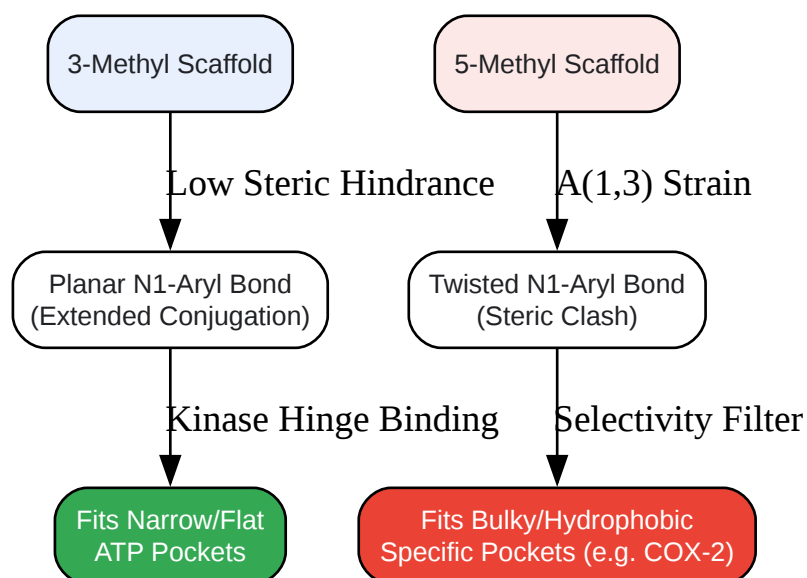 3-Methyl Scaffold
5-Methyl Scaffold
Low Steric Hindrance
A(1,3) Strain
Planar N1-Aryl Bond
(Extended Conjugation)
Twisted N1-Aryl Bond
(Steric Clash)
Kinase Hinge Binding
Selectivity Filter
Fits Narrow/Flat
ATP Pockets
Fits Bulky/Hydrophobic
Specific Pockets (e.g. COX-2)